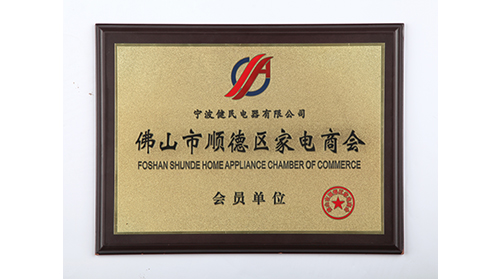 宁波健民电器有限公司
佛山市顺德区家电商会
FOSHAN SHUNDE HOME APPLIANCE CHAMBER OF COMMERCE
会员单位